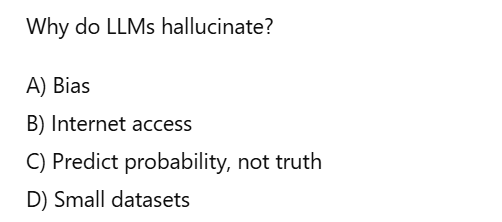 Why do LLMs hallucinate?
A) Bias
B) Internet access
C) Predict probability, not truth
D) Small datasets